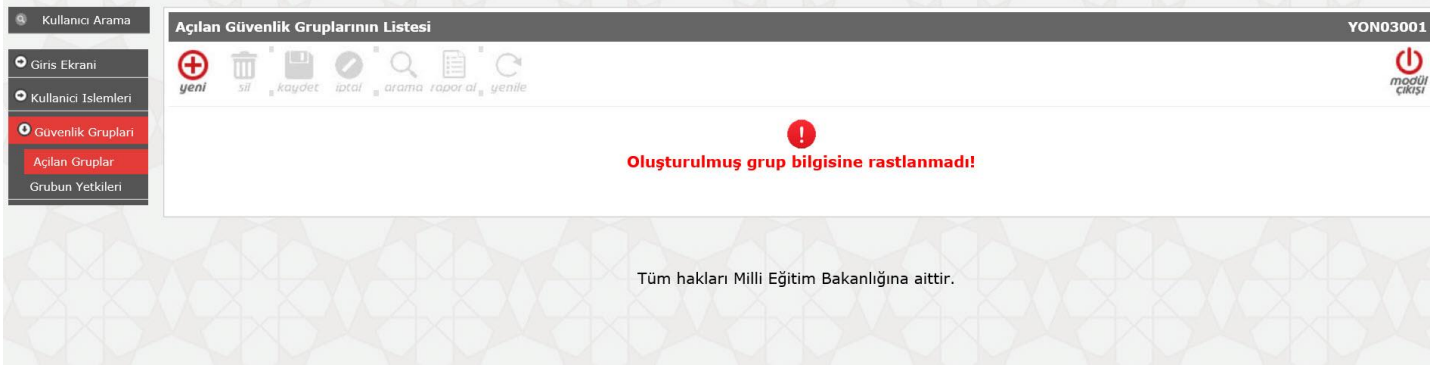 Kullanıcı Arama
Giris Ekrani
Kullanici Islemleri
Güvenlik Gruplari
Açilan Gruplar
Grubun Yetkileri
Açılan Güvenlik Gruplarının Listesi YON03001
yeni sil kaydet iptal arama rapor al yenile modül çıkışı
Oluşturulmuş grup bilgisine rastlanmadı!
Tüm hakları Milli Eğitim Bakanlığına aittir.